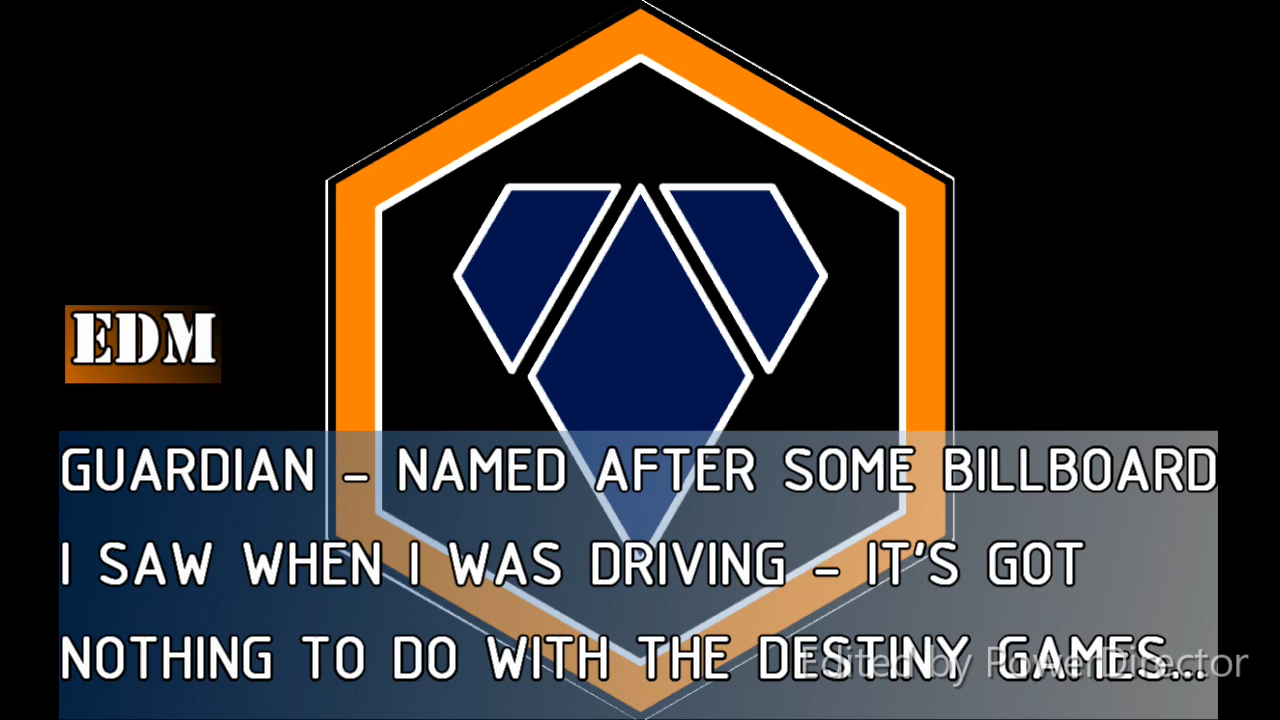 EDM
GUARDIAN - NAMED AFTER SOME BILLBOARD
I SAW WHEN I WAS DRIVING - IT'S GOT
NOTHING TO DO WITH THE DESTINY GAMES...
Edited by PowerDirector